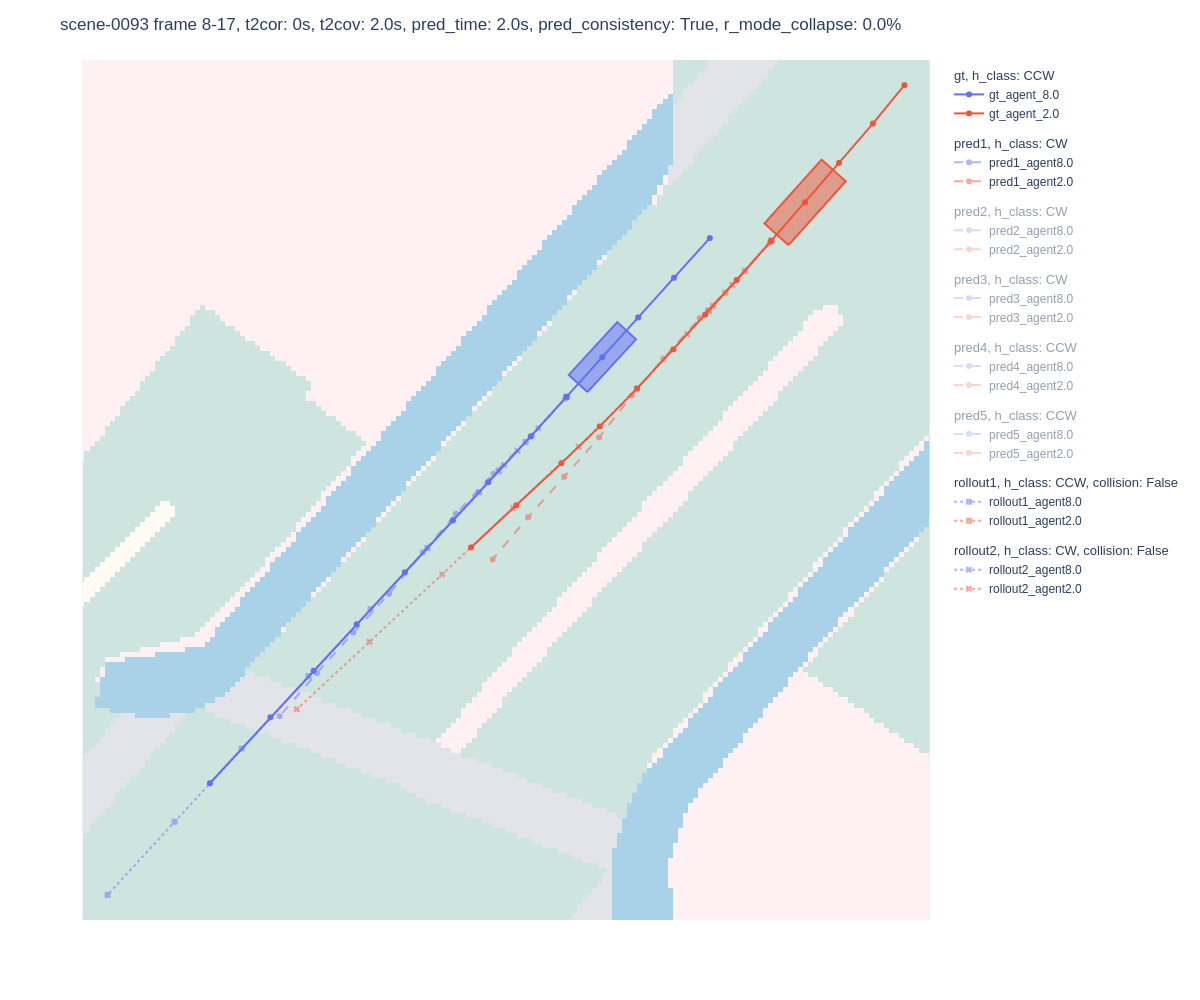 scene-0093 frame 8-17, t2cor: 0s, t2cov: 2.0s, pred_time: 2.0s, pred_consistency: True, r_mode_collapse: 0.0%
gt, h_class: CCW
gt_agent_8.0
gt_agent_2.0
pred1, h_class: CW
pred1_agent8.0
pred1_agent2.0
pred2, h_class: CW
pred2_agent8.0
pred2_agent2.0
pred3, h_class: CW
pred3_agent8.0
pred3_agent2.0
pred4, h_class: CCW
pred4_agent8.0
pred4_agent2.0
pred5, h_class: CCW
pred5_agent8.0
pred5_agent2.0
rollout1, h_class: CCW, collision: False
rollout1_agent8.0
rollout1_agent2.0
rollout2, h_class: CW, collision: False
rollout2_agent8.0
rollout2_agent2.0